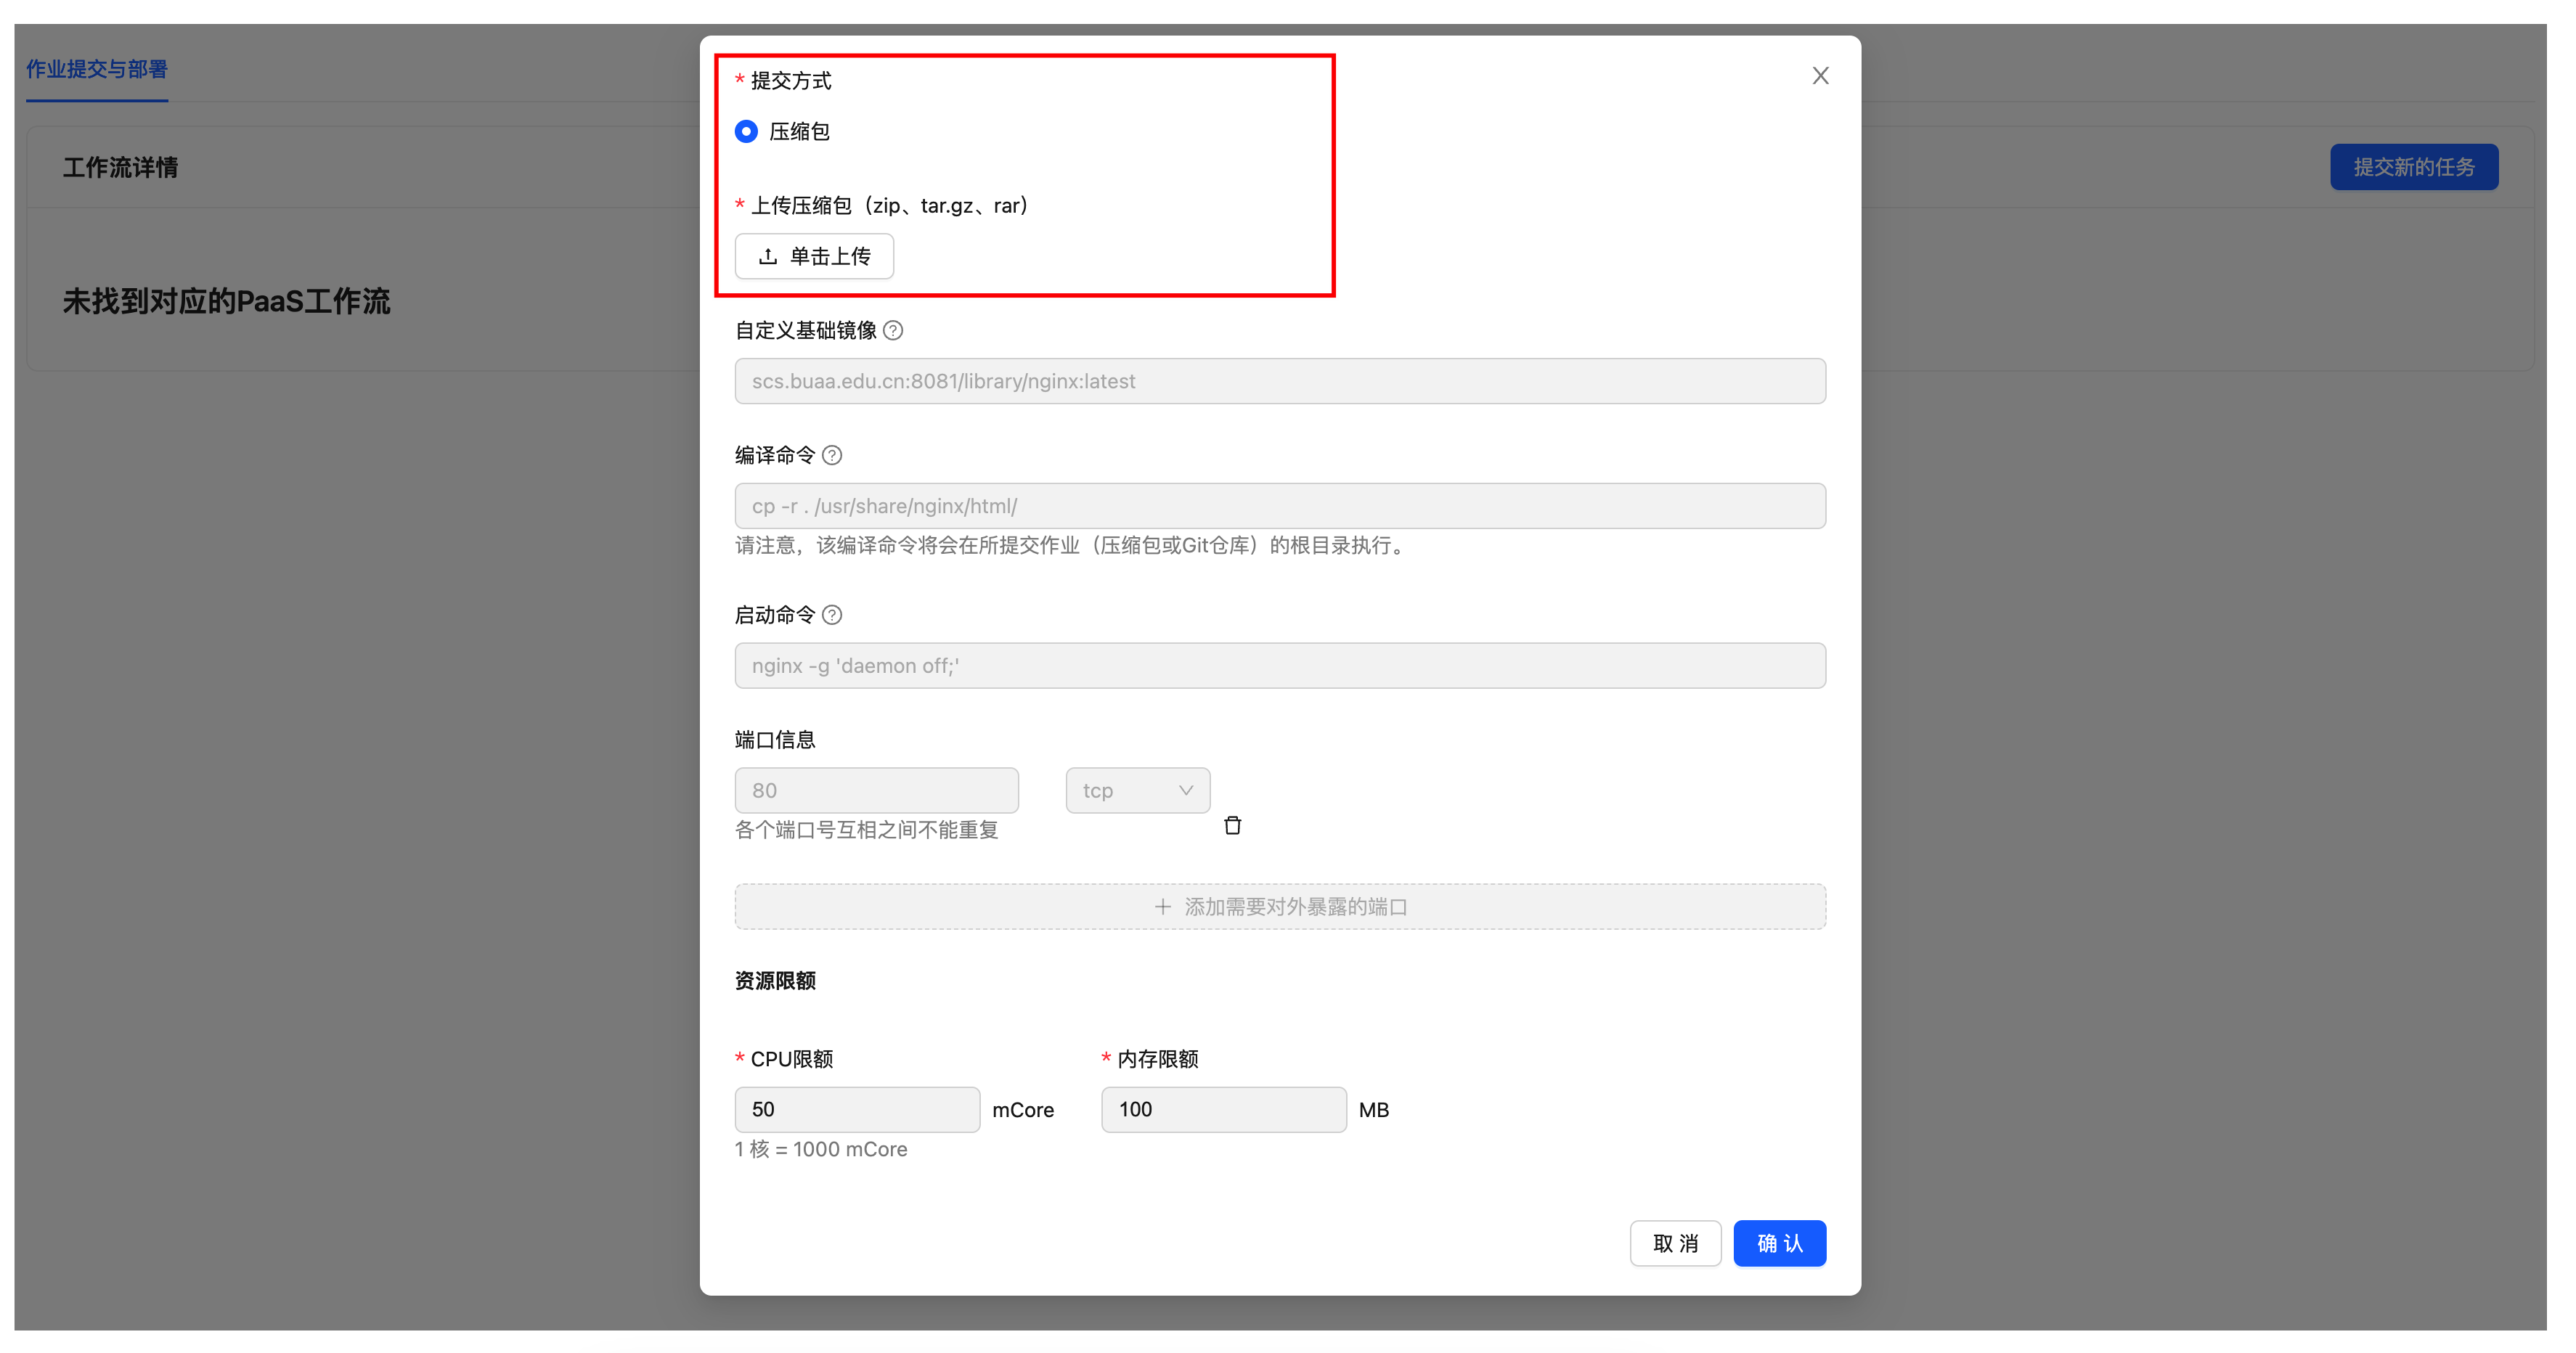 作业提交与部署
工作流详情
提交新的任务
未找到对应的PaaS工作流
* 提交方式
压缩包
* 上传压缩包（zip、tar.gz、rar）
单击上传
自定义基础镜像
scs.buaa.edu.cn:8081/library/nginx:latest
编译命令
cp -r . /usr/share/nginx/html/
请注意，该编译命令将会在所提交作业（压缩包或Git仓库）的根目录执行。
启动命令
nginx -g 'daemon off;'
端口信息
80 tcp
各个端口号互相之间不能重复
+ 添加需要对外暴露的端口
资源限额
* CPU限额 * 内存限额
50 mCore 100 MB
1 核 = 1000 mCore
取 消 确 认